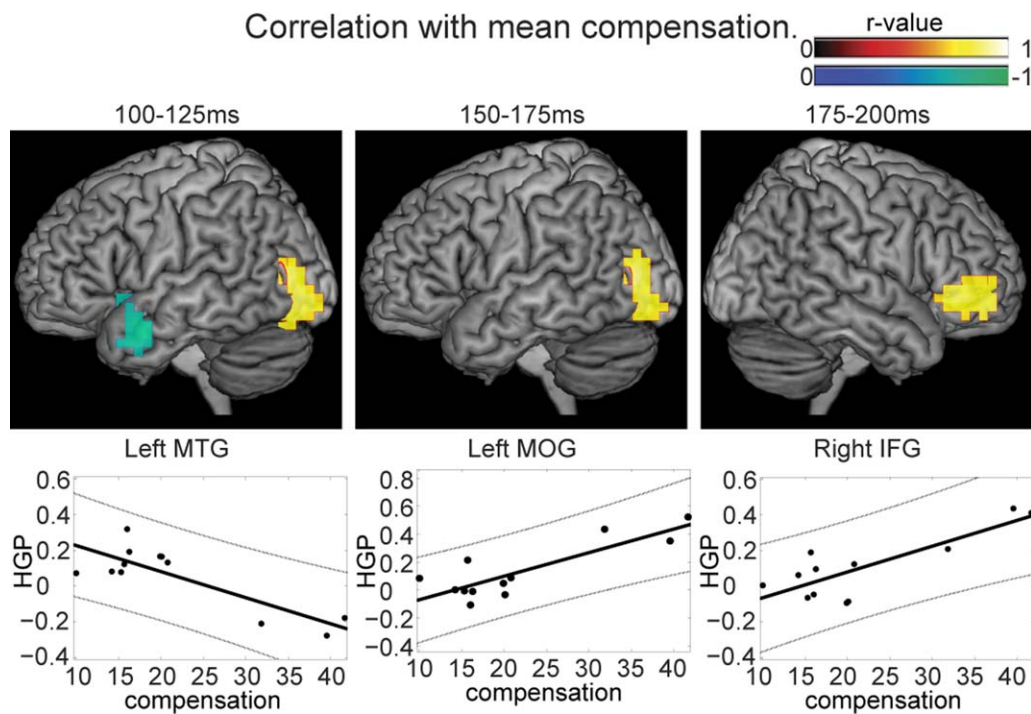 Correlation with mean compensation.
r-value
0 1
0 -1
100-125ms 150-175ms 175-200ms
Left MTG Left MOG Right IFG
HGP
0.6
0.4
0.2
0
−0.2
−0.4
10 15 20 25 30 35 40
compensation
HGP
0.8
0.6
0.4
0.2
0
−0.2
−0.4
10 15 20 25 30 35 40
compensation
HGP
0.6
0.4
0.2
0
−0.2
−0.4
10 15 20 25 30 35 40
compensation